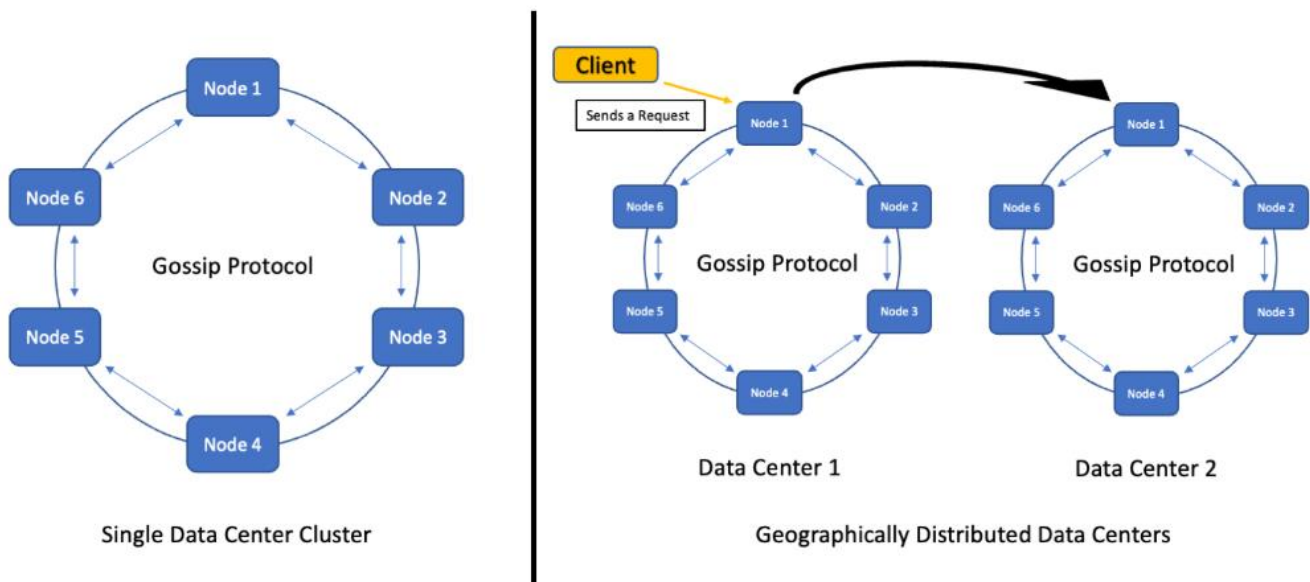 Node 1
Node 6
Node 2
Gossip Protocol
Node 5
Node 3
Node 4
Single Data Center Cluster
Client
Sends a Request
Node 1
Node 6
Node 2
Gossip Protocol
Node 5
Node 3
Node 4
Data Center 1
Node 1
Node 6
Node 2
Gossip Protocol
Node 5
Node 3
Node 4
Data Center 2
Geographically Distributed Data Centers